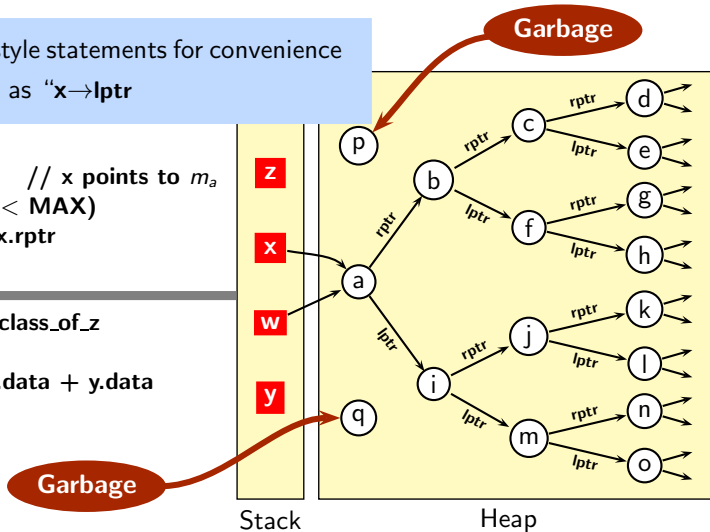 Garbage
style statements for convenience
as “x→lptr
// x points to mₐ
< MAX)
x.rptr
class_of_z
.data + y.data
z
x
w
y
p
q
a
b
c
d
e
f
g
h
i
j
k
l
m
n
o
rptr
lptr
rptr
lptr
rptr
lptr
rptr
lptr
rptr
lptr
rptr
lptr
rptr
lptr
Garbage
Stack
Heap